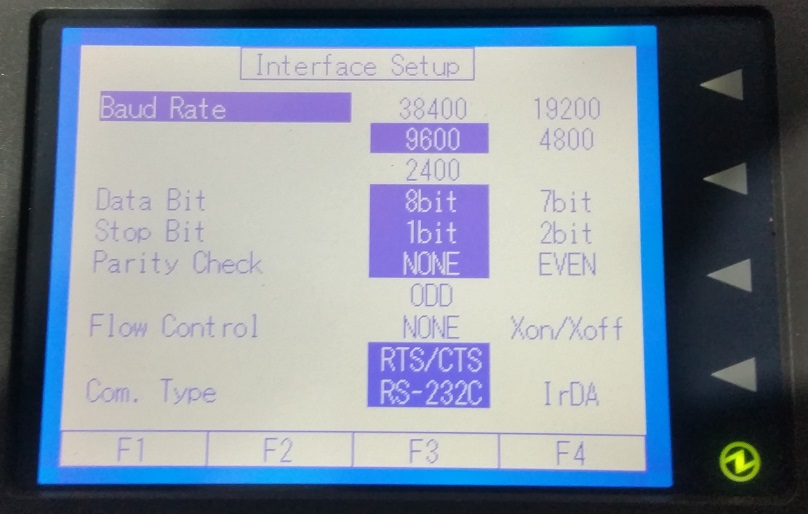 Interface Setup
Baud Rate 38400 19200
9600 4800
2400
Data Bit 8bit 7bit
Stop Bit 1bit 2bit
Parity Check NONE EVEN
ODD
Flow Control NONE Xon/Xoff
RTS/CTS
Com. Type RS-232C IrDA
F1 F2 F3 F4